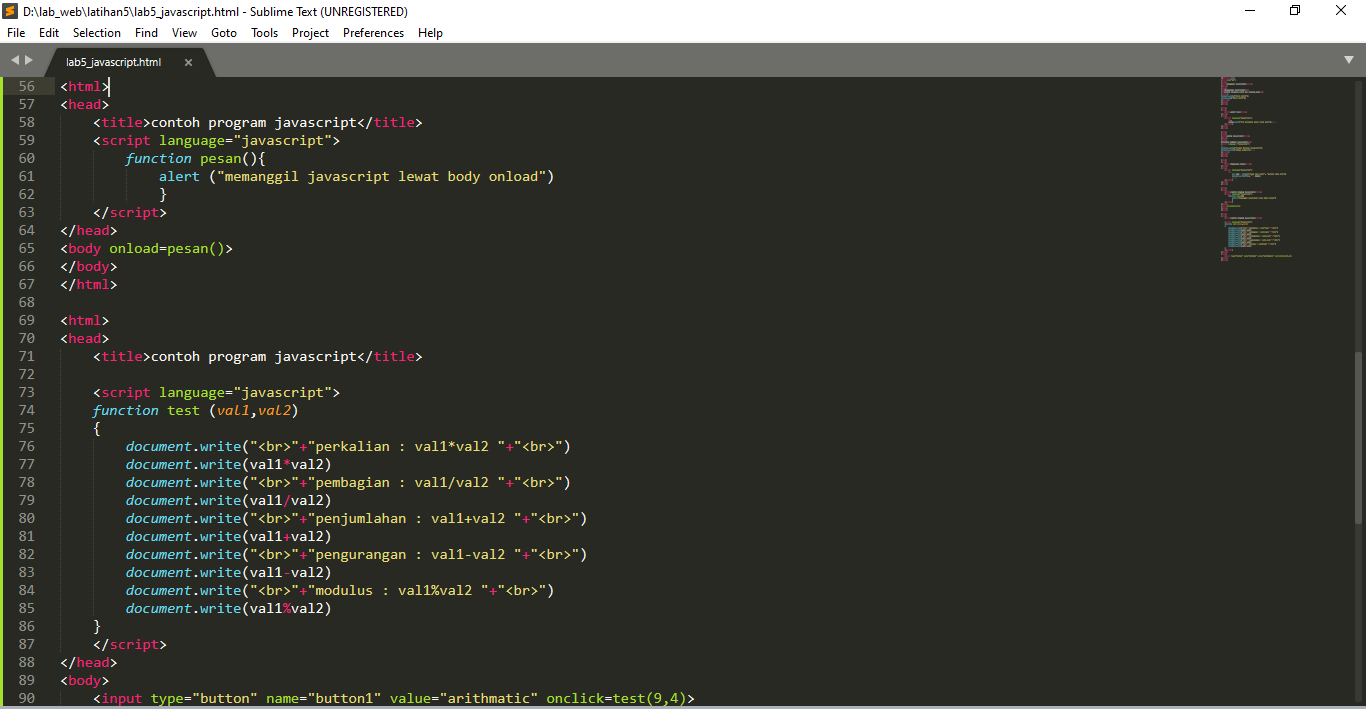 D:\lab_web\latihan5\lab5_javascript.html - Sublime Text (UNREGISTERED)
File Edit Selection Find View Goto Tools Project Preferences Help
lab5_javascript.html
56 <html>
57 <head>
58     <title>contoh program javascript</title>
59     <script language="javascript">
60         function pesan(){
61             alert ("memanggil javascript lewat body onload")
62             }
63     </script>
64 </head>
65 <body onload=pesan()>
66 </body>
67 </html>
68
69 <html>
70 <head>
71     <title>contoh program javascript</title>
72
73     <script language="javascript">
74     function test (val1,val2)
75     {
76         document.write("<br>"+"perkalian : val1*val2 "+"<br>")
77         document.write(val1*val2)
78         document.write("<br>"+"pembagian : val1/val2 "+"<br>")
79         document.write(val1/val2)
80         document.write("<br>"+"penjumlahan : val1+val2 "+"<br>")
81         document.write(val1+val2)
82         document.write("<br>"+"pengurangan : val1-val2 "+"<br>")
83         document.write(val1-val2)
84         document.write("<br>"+"modulus : val1%val2 "+"<br>")
85         document.write(val1%val2)
86     }
87     </script>
88 </head>
89 <body>
90     <input type="button" name="button1" value="arithmatic" onclick=test(9,4)>